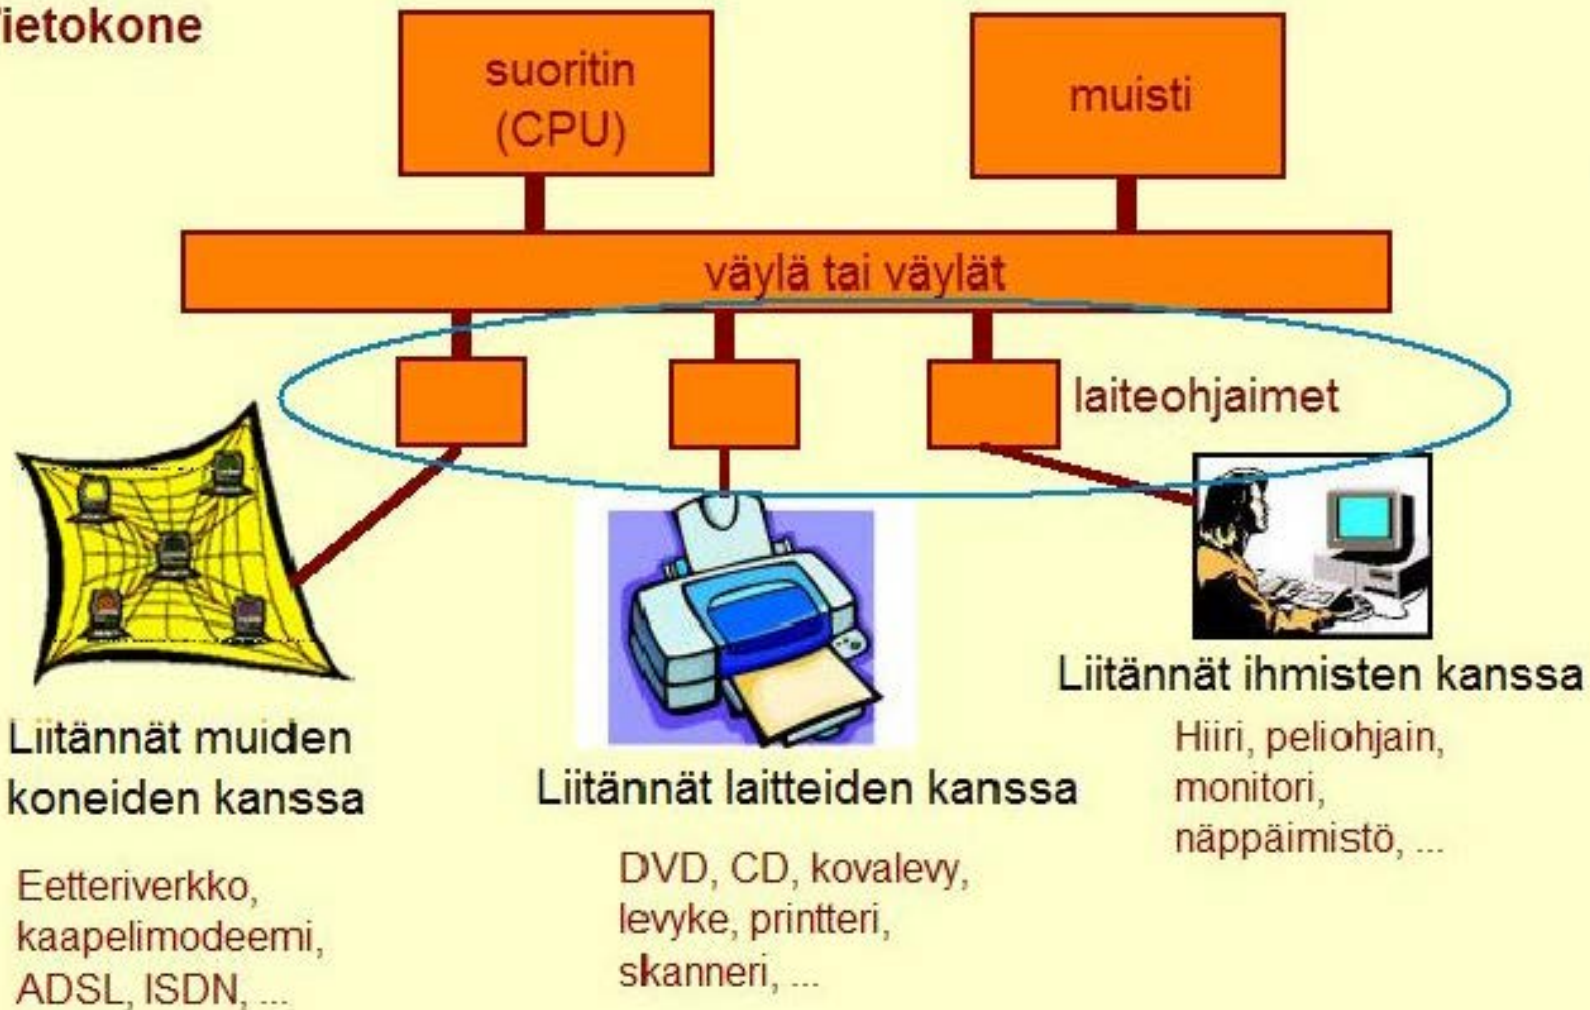 ietokone
suoritin
(CPU)
muisti
väylä tai väylät
laiteohjaimet
Liitännät muiden
koneiden kanssa
Eetteriverkko,
kaapelimodeemi,
ADSL, ISDN, ...
Liitännät laitteiden kanssa
DVD, CD, kovalevy,
levyke, printteri,
skanneri, ...
Liitännät ihmisten kanssa
Hiiri, peliohjain,
monitori,
näppäimistö, ...